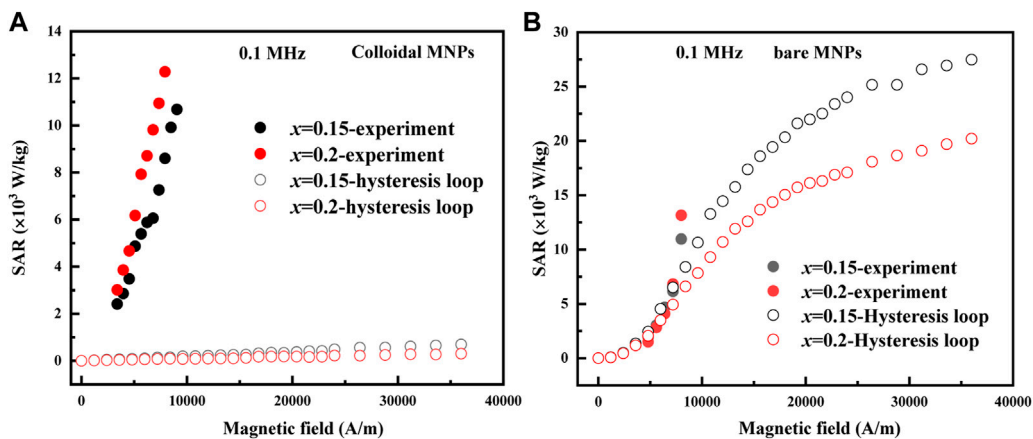 A
0.1 MHz Colloidal MNPs
x=0.15-experiment
x=0.2-experiment
x=0.15-hysteresis loop
x=0.2-hysteresis loop
SAR (×10³ W/kg)
14
12
10
8
6
4
2
0
0 10000 20000 30000 40000
Magnetic field (A/m)
B
0.1 MHz bare MNPs
x=0.15-experiment
x=0.2-experiment
x=0.15-Hysteresis loop
x=0.2-Hysteresis loop
SAR (×10³ W/kg)
30
25
20
15
10
5
0
0 10000 20000 30000 40000
Magnetic field (A/m)